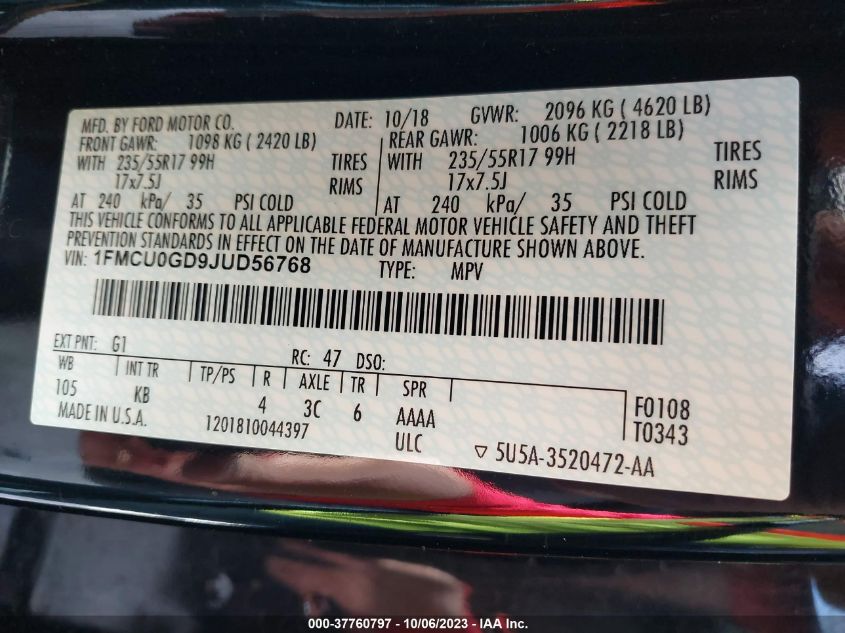 MFD. BY FORD MOTOR CO. DATE: 10/18 GVWR: 2096 KG ( 4620 LB)
FRONT GAWR: 1098 KG ( 2420 LB) REAR GAWR: 1006 KG ( 2218 LB)
WITH 235/55R17 99H TIRES WITH 235/55R17 99H TIRES
17x7.5J RIMS 17x7.5J RIMS
AT 240 kPa/ 35 PSI COLD AT 240 kPa/ 35 PSI COLD
THIS VEHICLE CONFORMS TO ALL APPLICABLE FEDERAL MOTOR VEHICLE SAFETY AND THEFT
PREVENTION STANDARDS IN EFFECT ON THE DATE OF MANUFACTURE SHOWN ABOVE.
VIN: 1FMCU0GD9JUD56768 TYPE: MPV
EXT PNT: G1 RC: 47 DSO:
WB INT TR TP/PS R AXLE TR SPR
105 KB 4 3C 6 AAAA F0108
MADE IN U.S.A. 1201810044397 ULC T0343
5U5A-3520472-AA
000-37760797 - 10/06/2023 - IAA Inc.